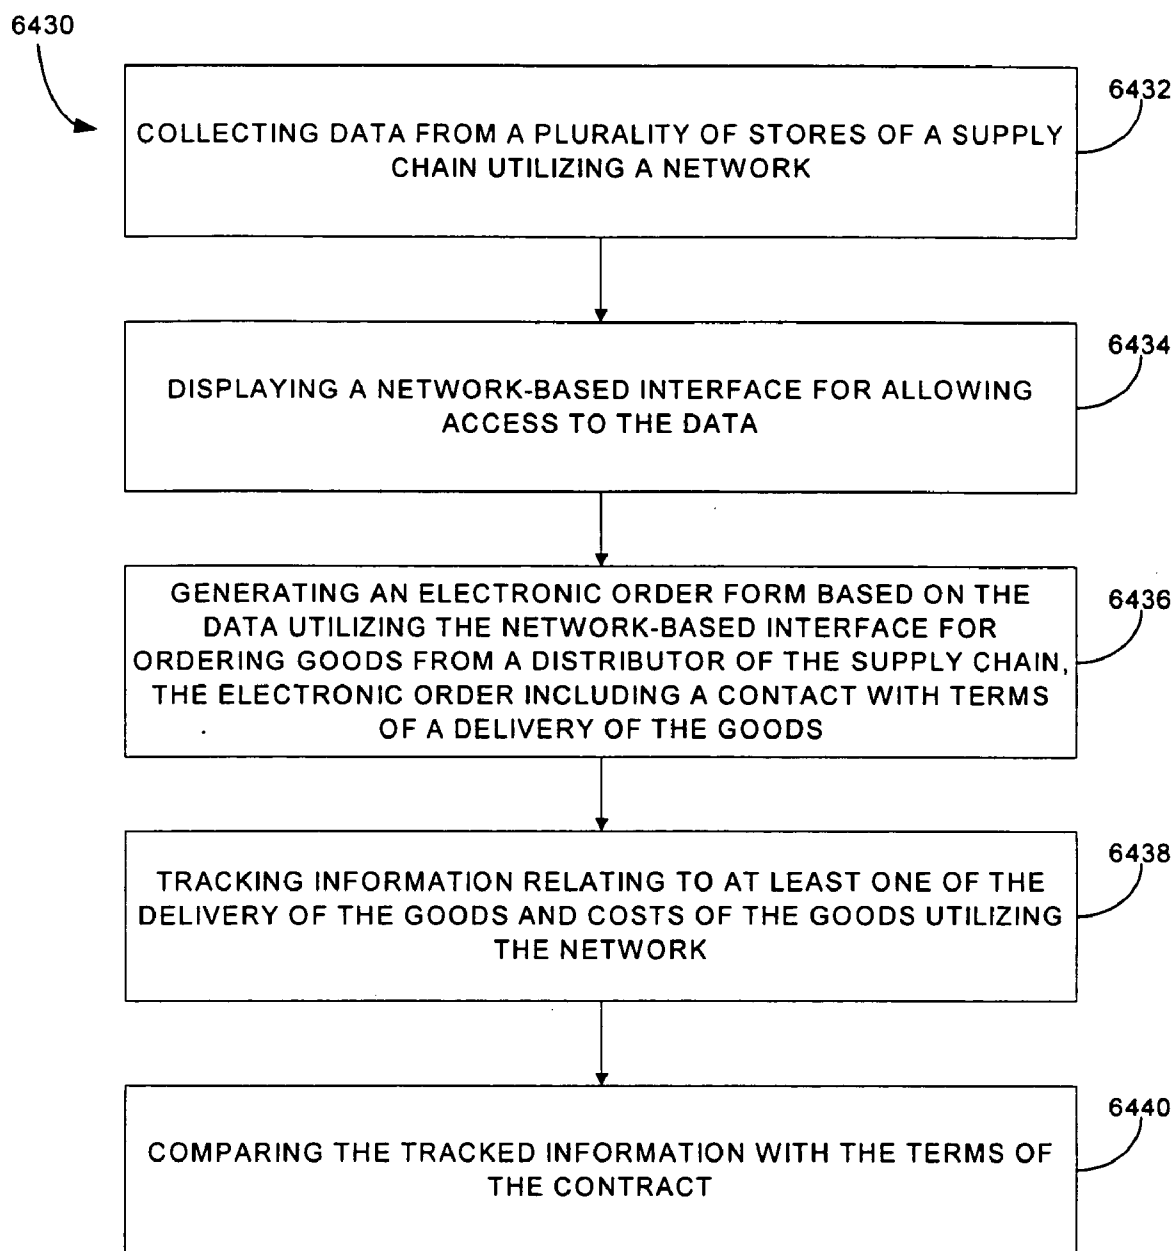 6430
6432
COLLECTING DATA FROM A PLURALITY OF STORES OF A SUPPLY
CHAIN UTILIZING A NETWORK
6434
DISPLAYING A NETWORK-BASED INTERFACE FOR ALLOWING
ACCESS TO THE DATA
6436
GENERATING AN ELECTRONIC ORDER FORM BASED ON THE
DATA UTILIZING THE NETWORK-BASED INTERFACE FOR
ORDERING GOODS FROM A DISTRIBUTOR OF THE SUPPLY CHAIN,
THE ELECTRONIC ORDER INCLUDING A CONTACT WITH TERMS
OF A DELIVERY OF THE GOODS
6438
TRACKING INFORMATION RELATING TO AT LEAST ONE OF THE
DELIVERY OF THE GOODS AND COSTS OF THE GOODS UTILIZING
THE NETWORK
6440
COMPARING THE TRACKED INFORMATION WITH THE TERMS OF
THE CONTRACT